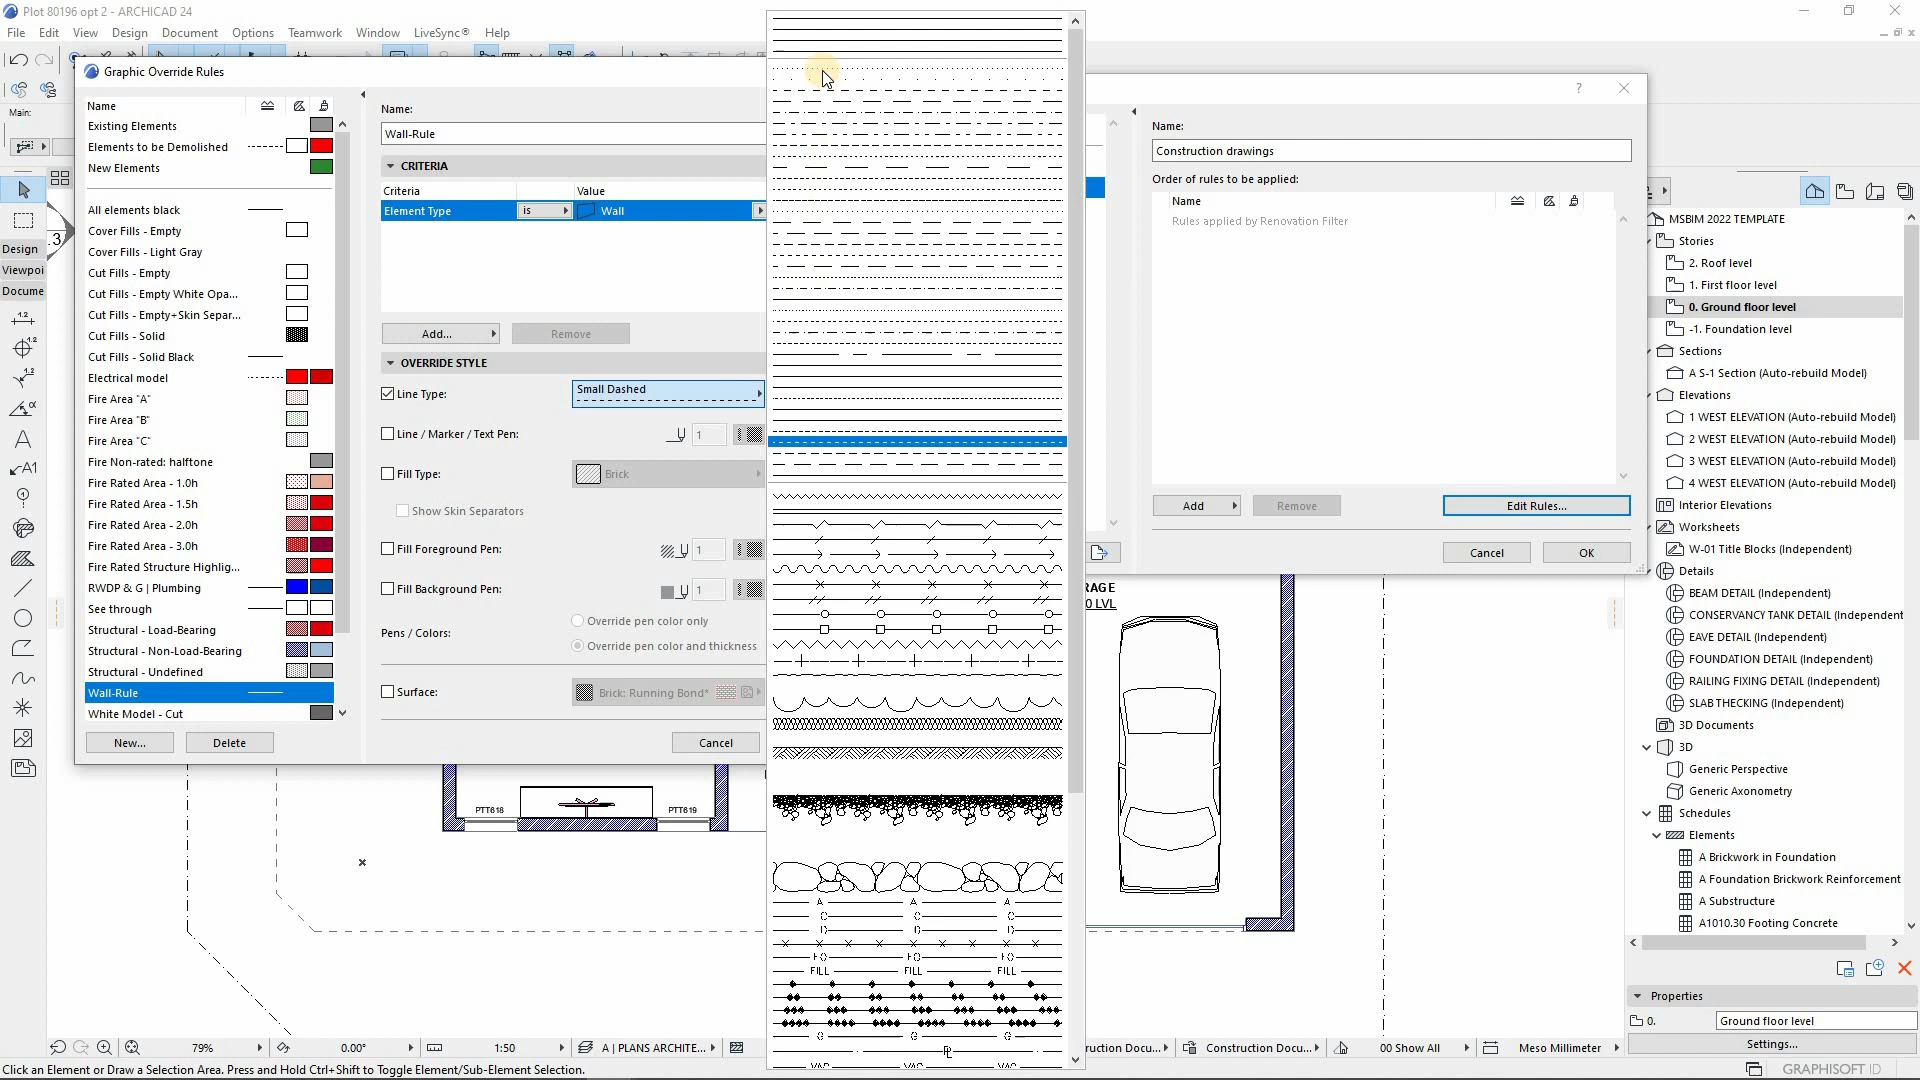 Plot 80196 opt 2 - ARCHICAD 24
File Edit View Design Document Options Teamwork Window LiveSync® Help
Main:
Design
Viewpoi
Docume
Graphic Override Rules
Name
Existing Elements
Elements to be Demolished
New Elements
All elements black
Cover Fills - Empty
Cover Fills - Light Gray
Cut Fills - Empty
Cut Fills - Empty White Opa...
Cut Fills - Empty+Skin Separ...
Cut Fills - Solid
Cut Fills - Solid Black
Electrical model
Fire Area "A"
Fire Area "B"
Fire Area "C"
Fire Non-rated: halftone
Fire Rated Area - 1.0h
Fire Rated Area - 1.5h
Fire Rated Area - 2.0h
Fire Rated Area - 3.0h
Fire Rated Structure Highlig...
RWDP & G | Plumbing
See through
Structural - Load-Bearing
Structural - Non-Load-Bearing
Structural - Undefined
Wall-Rule
White Model - Cut
New...
Delete
Name:
Wall-Rule
CRITERIA
Criteria
Value
Element Type
is
Wall
Add...
Remove
OVERRIDE STYLE
Line Type:
Small Dashed
Line / Marker / Text Pen:
1
Fill Type:
Brick
Show Skin Separators
Fill Foreground Pen:
1
Fill Background Pen:
1
Pens / Colors:
Override pen color only
Override pen color and thickness
Surface:
Brick: Running Bond*
Cancel
FILL FILL FILL
Name:
Construction drawings
Order of rules to be applied:
Name
Rules applied by Renovation Filter
Add
Remove
Edit Rules...
Cancel
OK
RAGE
0 LVL
PTT618
PTT619
MSBIM 2022 TEMPLATE
Stories
2. Roof level
1. First floor level
0. Ground floor level
-1. Foundation level
Sections
A S-1 Section (Auto-rebuild Model)
Elevations
1 WEST ELEVATION (Auto-rebuild Model)
2 WEST ELEVATION (Auto-rebuild Model)
3 WEST ELEVATION (Auto-rebuild Model)
4 WEST ELEVATION (Auto-rebuild Model)
Interior Elevations
Worksheets
W-01 Title Blocks (Independent)
Details
BEAM DETAIL (Independent)
CONSERVANCY TANK DETAIL (Independent
EAVE DETAIL (Independent)
FOUNDATION DETAIL (Independent)
RAILING FIXING DETAIL (Independent)
SLAB THECKING (Independent)
3D Documents
3D
Generic Perspective
Generic Axonometry
Schedules
Elements
A Brickwork in Foundation
A Foundation Brickwork Reinforcement
A Substructure
A1010.30 Footing Concrete
Properties
0.
Ground floor level
Settings...
79%
0.00°
1:50
A | PLANS ARCHITE...
ruction Docu...
Construction Docu...
00 Show All
Meso Millimeter
Click an Element or Draw a Selection Area. Press and Hold Ctrl+Shift to Toggle Element/Sub-Element Selection.
GRAPHISOFT ID